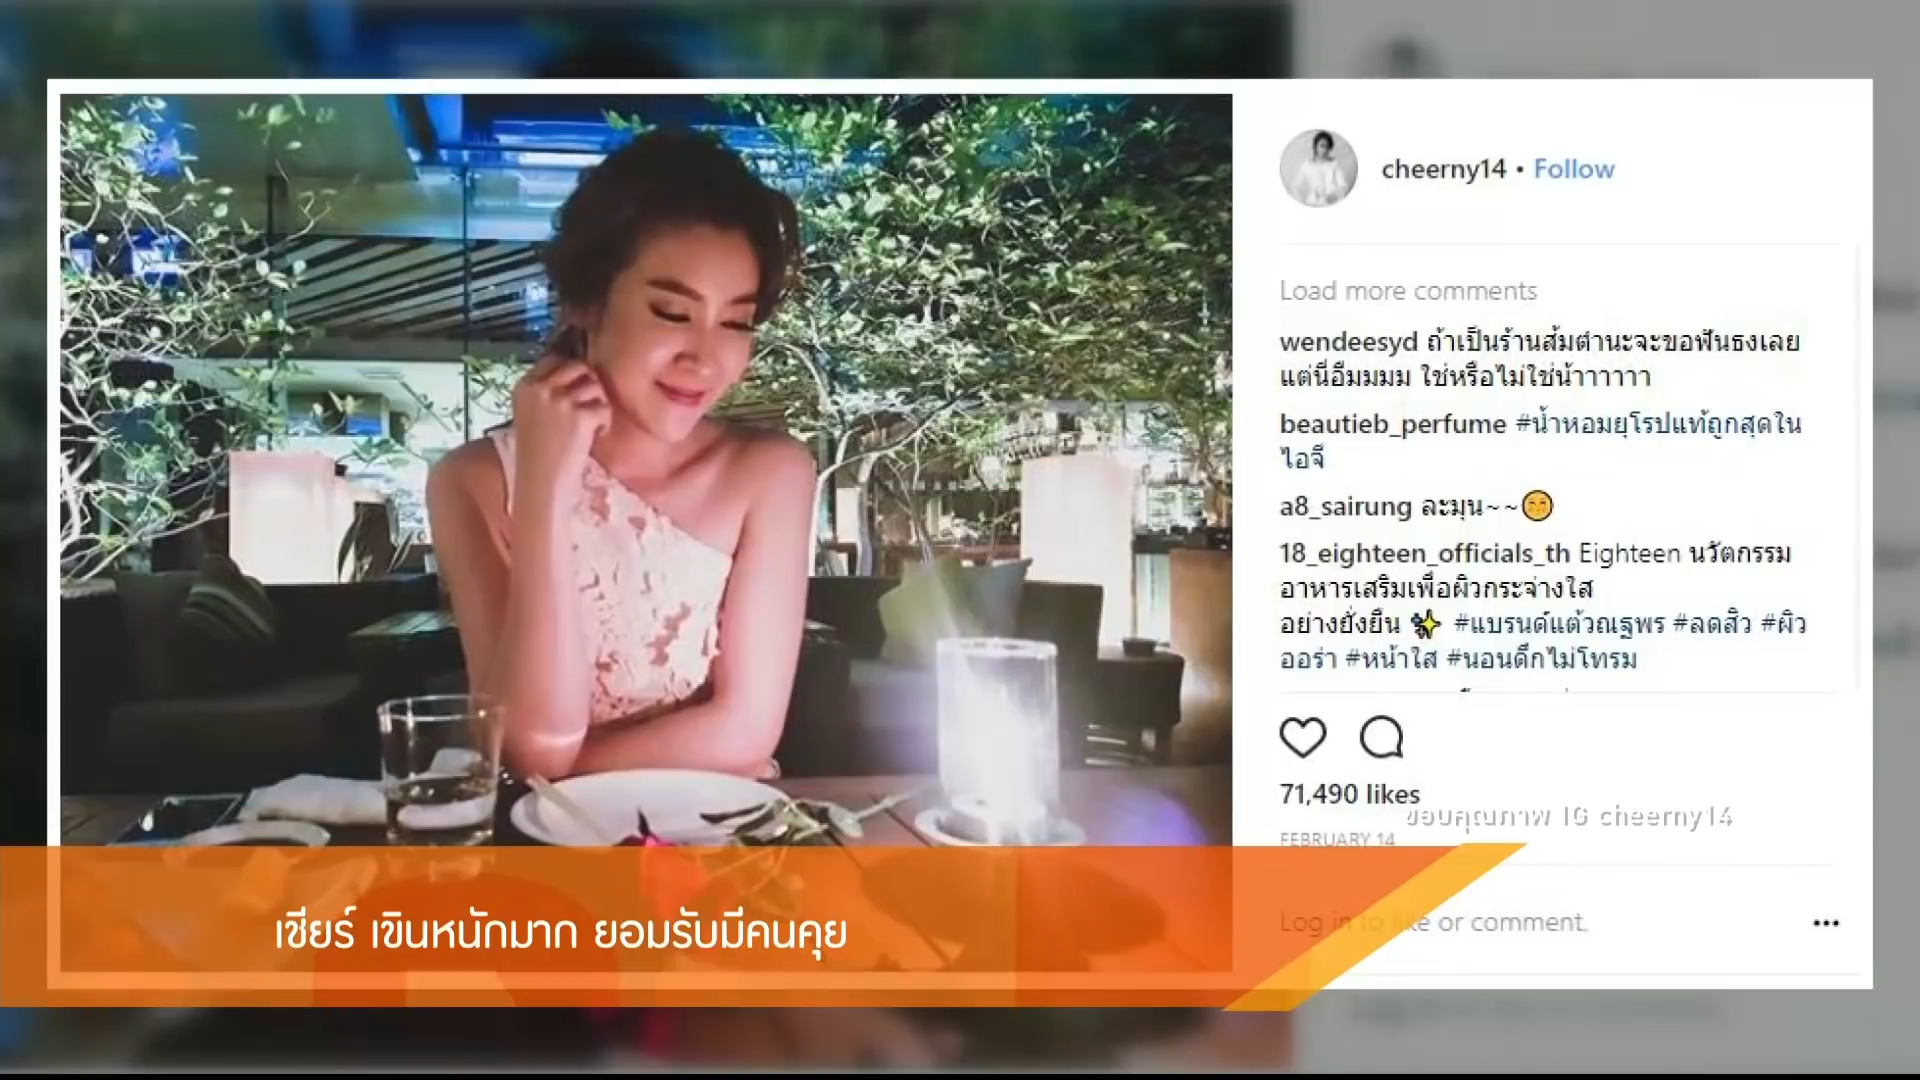 cheerny14 • Follow
Load more comments
wendeesyd ถ้าเป็นร้านส้มตำนะจะขอฟันธงเลย
แต่นี่อืมมมม ใช่หรือไม่ใช่น้าาาาาา
beautieb_perfume #น้ำหอมยุโรปแท้ถูกสุดใน
ไอจี
a8_sairung ละมุน~~😚
18_eighteen_officials_th Eighteen นวัตกรรม
อาหารเสริมเพื่อผิวกระจ่างใส
อย่างยั่งยืน ✨ #แบรนด์แต้วณฐพร #ลดสิว #ผิว
ออร่า #หน้าใส #นอนดึกไม่โทรม
71,490 likes
ขอบคุณภาพ IG cheerny14
FEBRUARY 14
Log in to like or comment.
เชียร์ เขินหนักมาก ยอมรับมีคนคุย